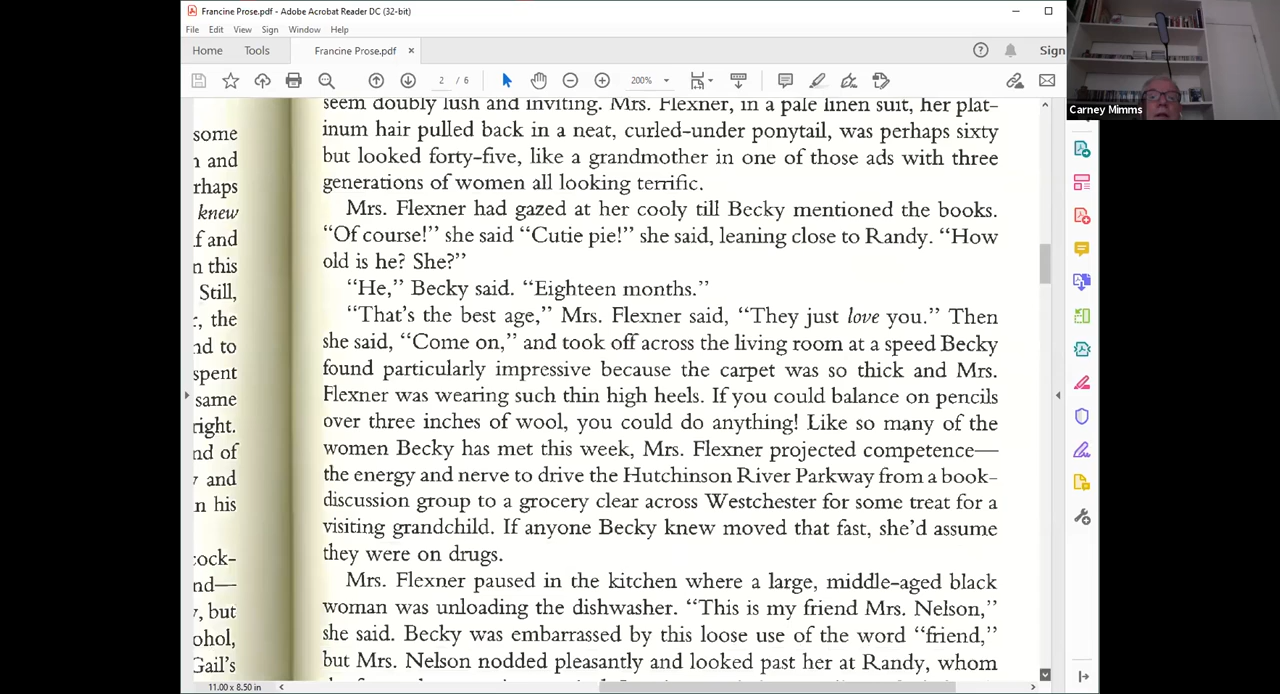 Francine Prose.pdf - Adobe Acrobat Reader DC (32-bit)
File Edit View Sign Window Help
Home Tools Francine Prose.pdf × Sign
2 / 6 200%
Carney Mimms
some
n and
rhaps
knew
f and
n this
Still,
, the
nd to
spent
same
right.
nd of
and
n his
cock-
nd—
, but
ohol,
Gail's
seem doubly lush and inviting. Mrs. Flexner, in a pale linen suit, her plat-
inum hair pulled back in a neat, curled-under ponytail, was perhaps sixty
but looked forty-five, like a grandmother in one of those ads with three
generations of women all looking terrific.
Mrs. Flexner had gazed at her cooly till Becky mentioned the books.
“Of course!” she said “Cutie pie!” she said, leaning close to Randy. “How
old is he? She?”
“He,” Becky said. “Eighteen months.”
“That’s the best age,” Mrs. Flexner said, “They just love you.” Then
she said, “Come on,” and took off across the living room at a speed Becky
found particularly impressive because the carpet was so thick and Mrs.
Flexner was wearing such thin high heels. If you could balance on pencils
over three inches of wool, you could do anything! Like so many of the
women Becky has met this week, Mrs. Flexner projected competence—
the energy and nerve to drive the Hutchinson River Parkway from a book-
discussion group to a grocery clear across Westchester for some treat for a
visiting grandchild. If anyone Becky knew moved that fast, she’d assume
they were on drugs.
Mrs. Flexner paused in the kitchen where a large, middle-aged black
woman was unloading the dishwasher. “This is my friend Mrs. Nelson,”
she said. Becky was embarrassed by this loose use of the word “friend,”
but Mrs. Nelson nodded pleasantly and looked past her at Randy, whom
11.00 x 8.50 in